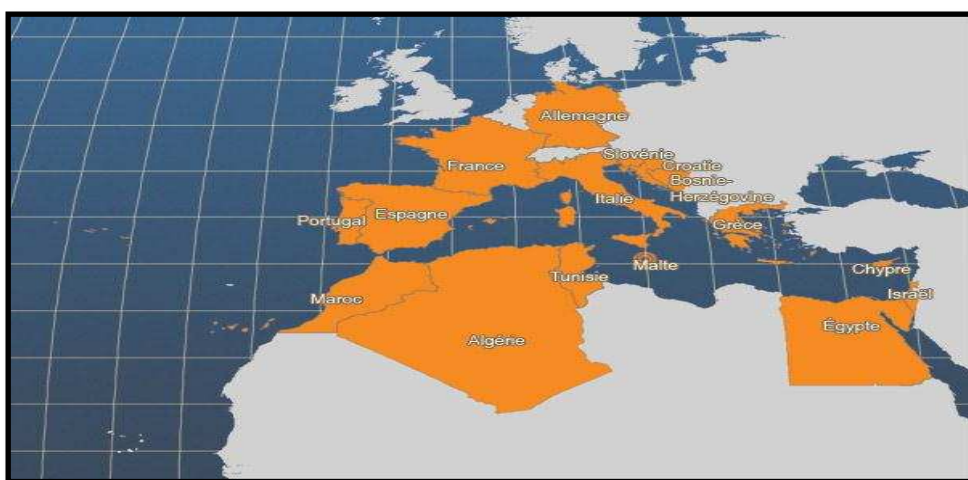 Allemagne
Slovénie
France
Croatie
Bosnie-
Herzégovine
Italie
Portugal
Espagne
Grèce
Malte
Chypre
Tunisie
Israël
Maroc
Égypte
Algérie